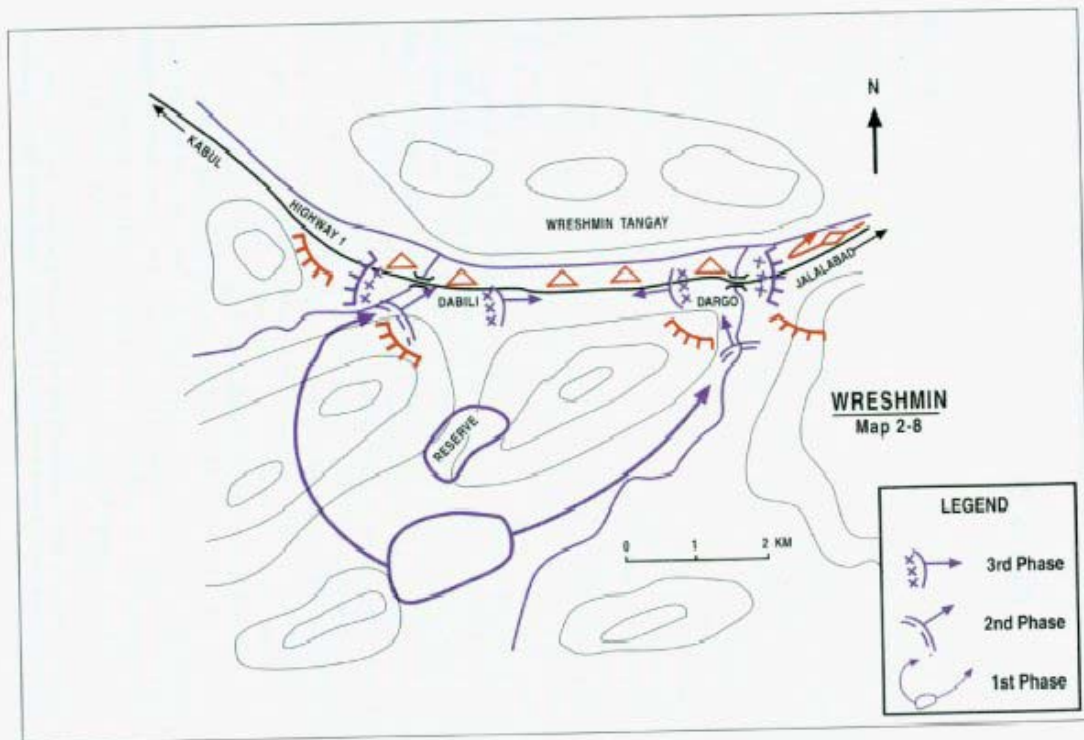 N
KABUL
HIGHWAY 1
WRESHMIN TANGAY
JALALABAD
DABILI
DARGO
WRESHMIN
Map 2-8
RESERVE
0 1 2 KM
LEGEND
XXX 3rd Phase
2nd Phase
1st Phase